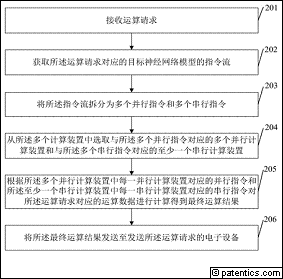 接收运算请求
201
获取所述运算请求对应的目标神经网络模型的指令流
202
将所述指令流拆分为多个并行指令和多个串行指令
203
从所述多个计算装置中选取与所述多个并行指令对应的多个并行计
算装置和与所述多个串行指令对应的至少一个串行计算装置
204
根据所述多个并行计算装置中每一并行计算装置对应的并行指令和
所述至少一个串行计算装置中每一串行计算装置对应的串行指令对
所述运算请求对应的运算数据进行计算得到最终运算结果
205
将所述最终运算结果发送至发送所述运算请求的电子设备
206
© patentics.com